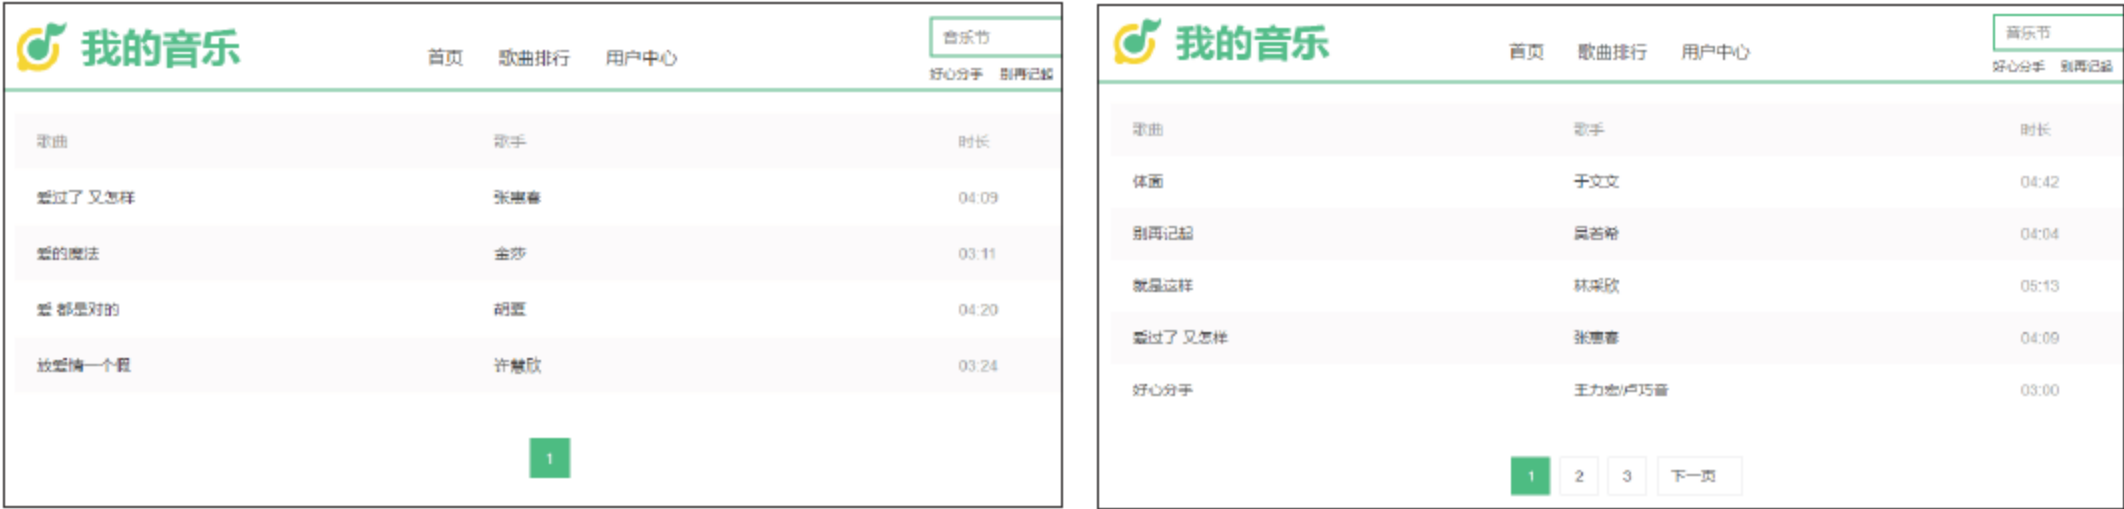 我的音乐
首页 歌曲排行 用户中心
音乐节
好心分手 别再记起
歌曲 歌手 时长
爱过了 又怎样 张惠春 04:09
爱的魔法 金莎 03:11
爱 都是对的 胡夏 04:20
放爱情一个假 许慧欣 03:24
1
我的音乐
首页 歌曲排行 用户中心
音乐节
好心分手 别再记起
歌曲 歌手 时长
体面 于文文 04:42
别再记起 吴若希 04:04
就是这样 林采欣 05:13
爱过了 又怎样 张惠春 04:09
好心分手 王力宏/卢巧音 03:00
1 2 3 下一页